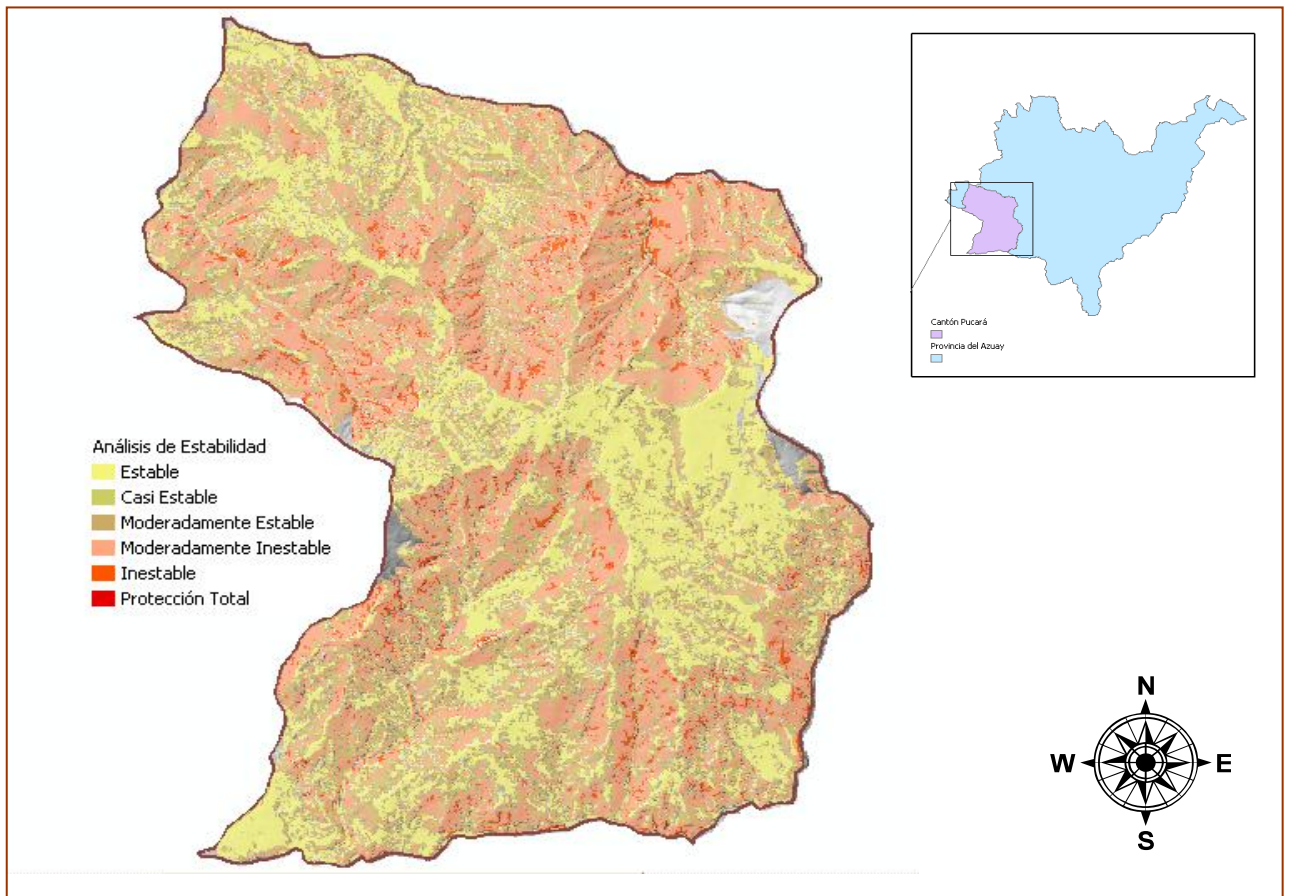 Cantón Pucará
Provincia del Azuay
Análisis de Estabilidad
Estable
Casi Estable
Moderadamente Estable
Moderadamente Inestable
Inestable
Protección Total
N
W E
S